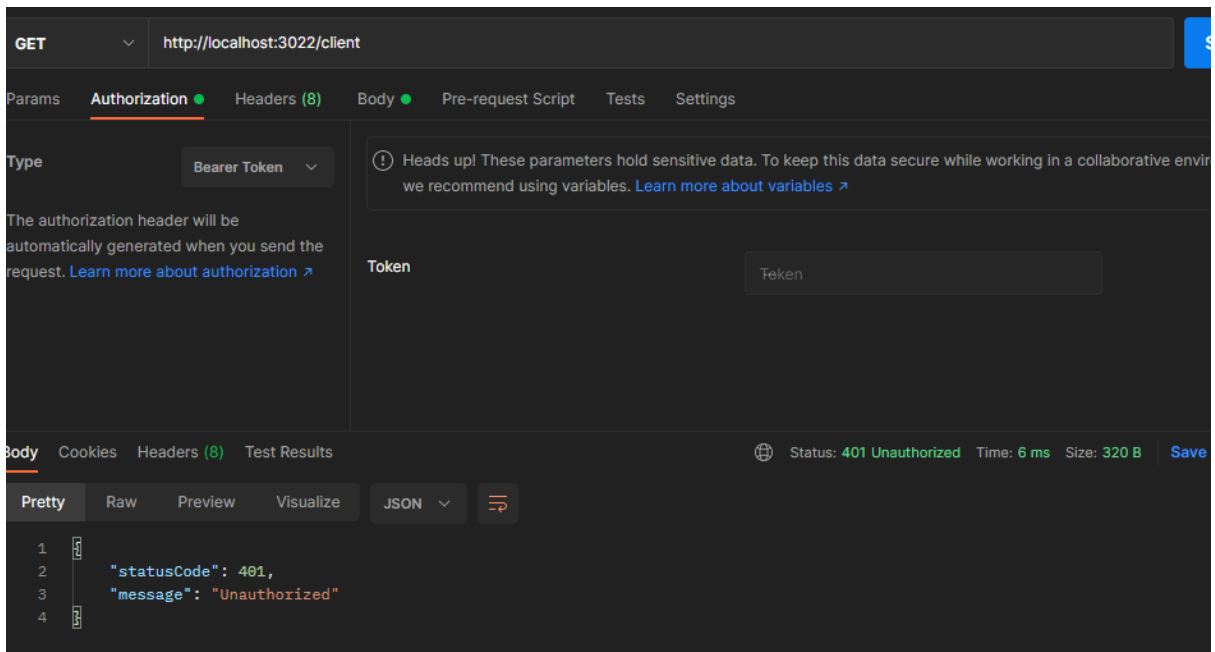 GET http://localhost:3022/client
Params Authorization Headers (8) Body Pre-request Script Tests Settings
Type Bearer Token
The authorization header will be
automatically generated when you send the
request. Learn more about authorization ↗
Heads up! These parameters hold sensitive data. To keep this data secure while working in a collaborative
we recommend using variables. Learn more about variables ↗
Token Token
Body Cookies Headers (8) Test Results Status: 401 Unauthorized Time: 6 ms Size: 320 B Save
Pretty Raw Preview Visualize JSON
1 {
2 "statusCode": 401,
3 "message": "Unauthorized"
4 }